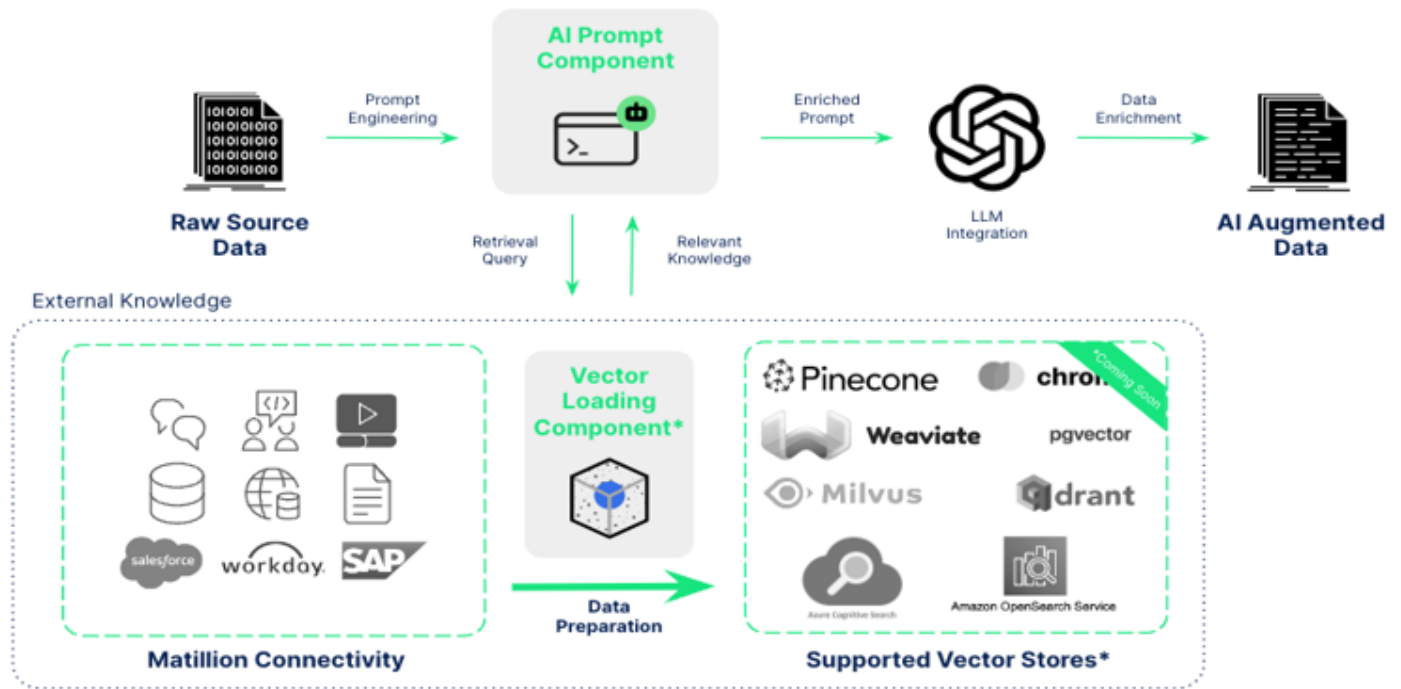 AI Prompt
Component
Prompt
Engineering
Enriched
Prompt
Data
Enrichment
Raw Source
Data
Retrieval
Query
Relevant
Knowledge
LLM
Integration
AI Augmented
Data
External Knowledge
Vector
Loading
Component*
Pinecone
chrom
*Coming Soon
Weaviate
pgvector
Milvus
drant
salesforce
workday.
SAP
Data
Preparation
Azure Cognitive Search
Amazon OpenSearch Service
Matillion Connectivity
Supported Vector Stores*